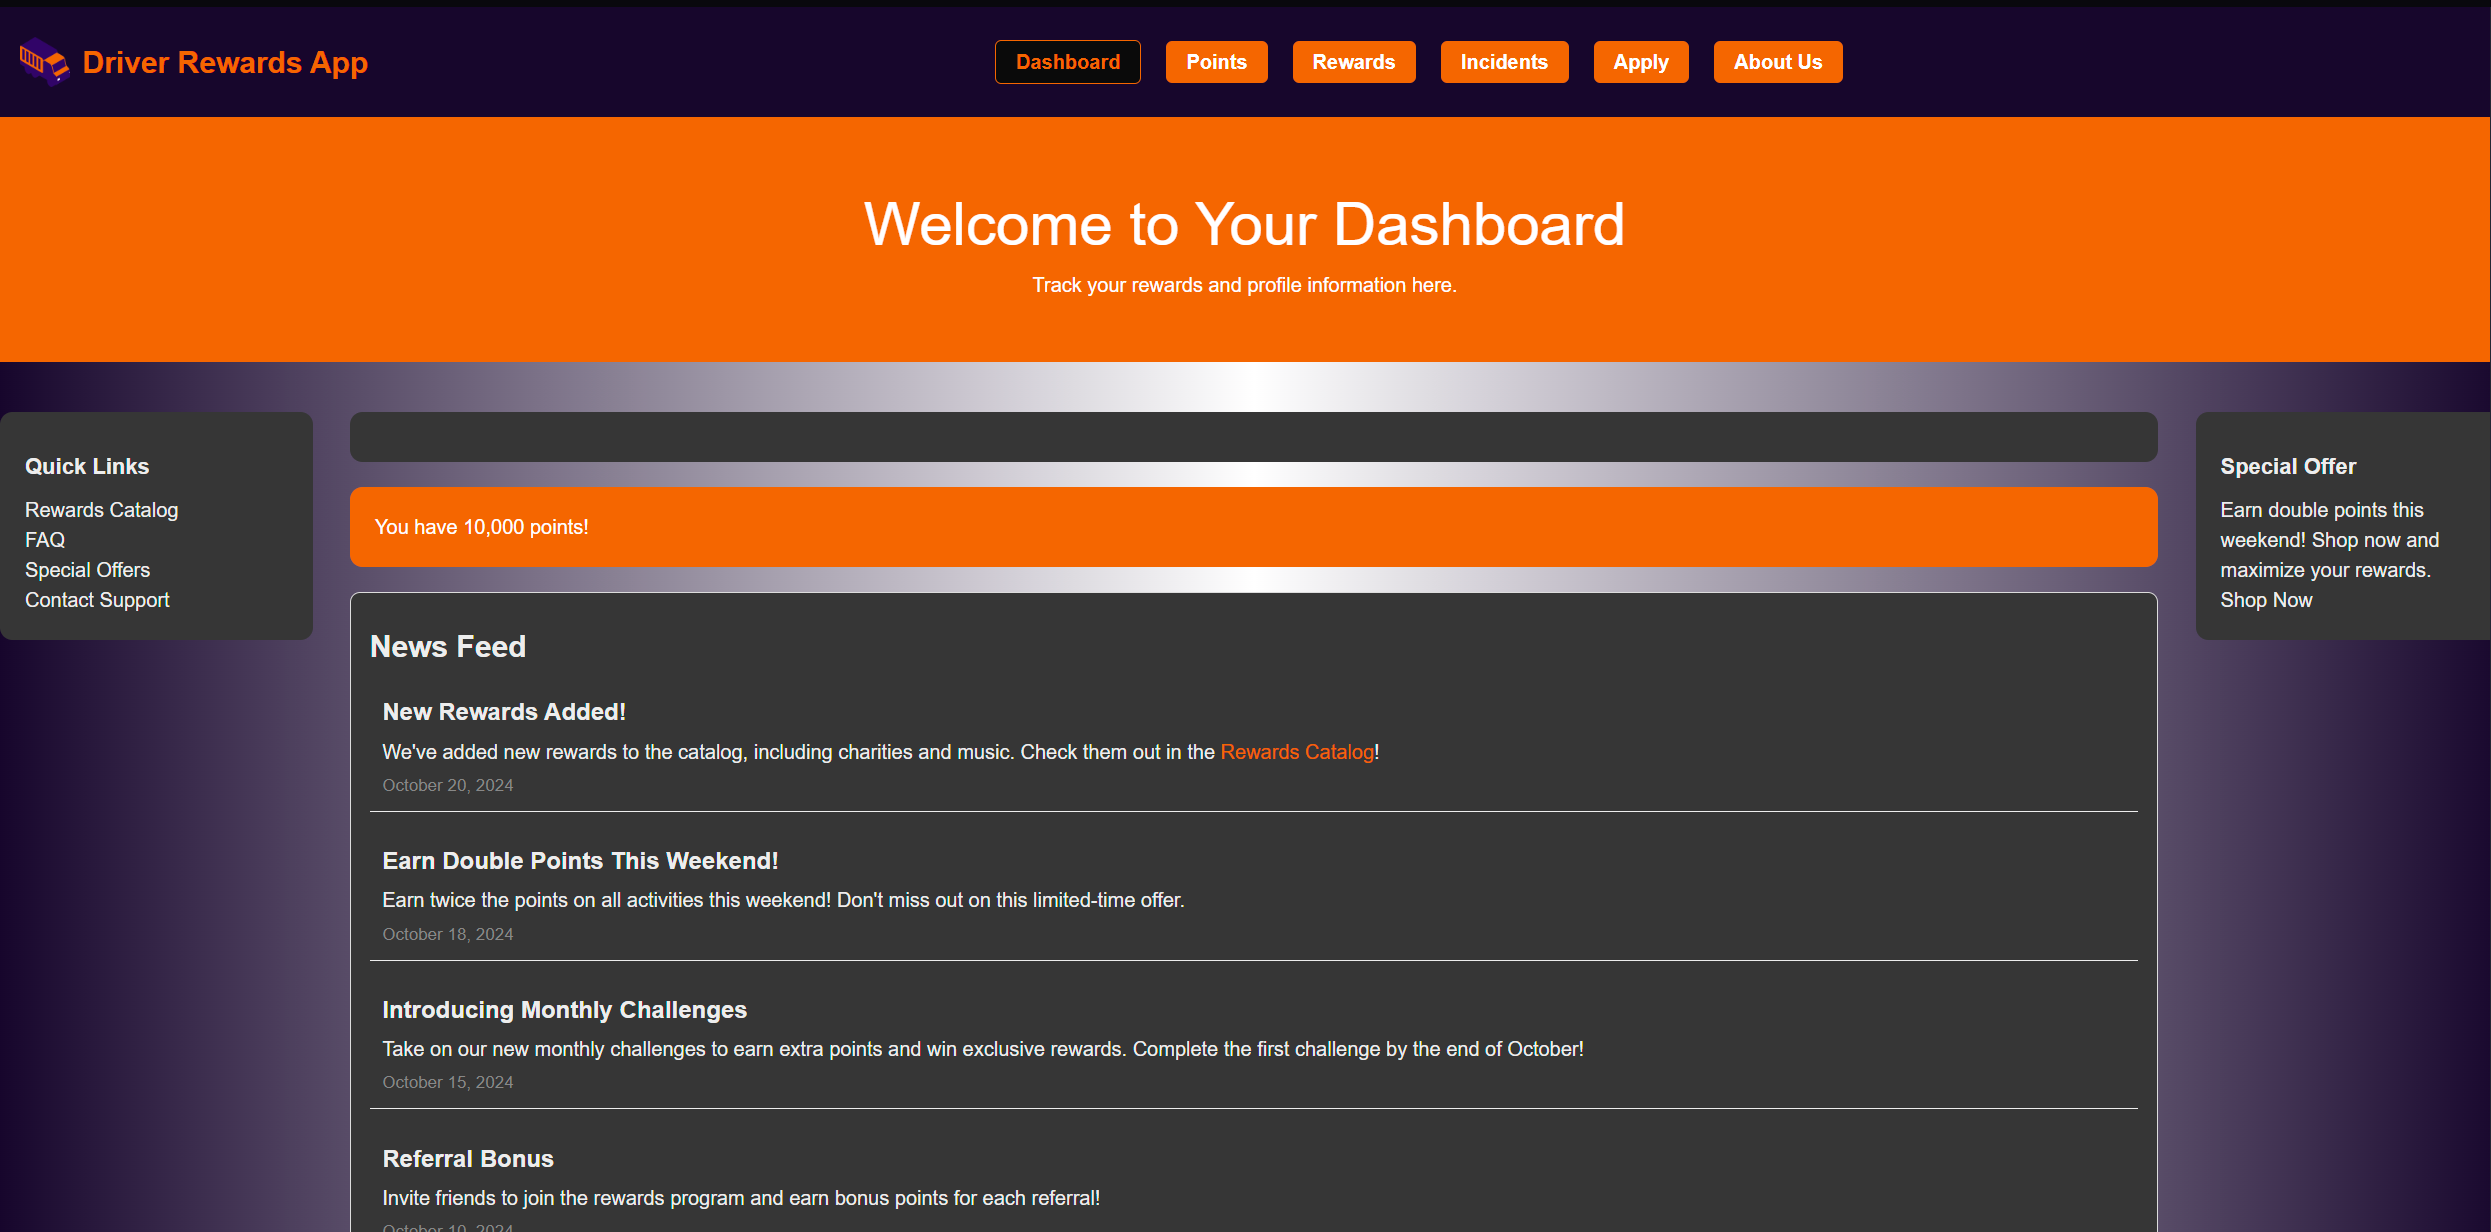 Driver Rewards App
Dashboard
Points
Rewards
Incidents
Apply
About Us
Welcome to Your Dashboard
Track your rewards and profile information here.
Quick Links
Rewards Catalog
FAQ
Special Offers
Contact Support
You have 10,000 points!
News Feed
New Rewards Added!
We've added new rewards to the catalog, including charities and music. Check them out in the Rewards Catalog!
October 20, 2024
Earn Double Points This Weekend!
Earn twice the points on all activities this weekend! Don't miss out on this limited-time offer.
October 18, 2024
Introducing Monthly Challenges
Take on our new monthly challenges to earn extra points and win exclusive rewards. Complete the first challenge by the end of October!
October 15, 2024
Referral Bonus
Invite friends to join the rewards program and earn bonus points for each referral!
October 10, 2024
Special Offer
Earn double points this
weekend! Shop now and
maximize your rewards.
Shop Now